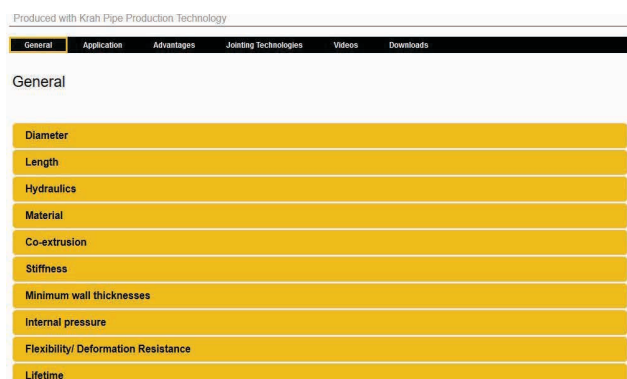 Produced with Krah Pipe Production Technology
General Application Advantages Jointing Technologies Videos Downloads
General
Diameter
Length
Hydraulics
Material
Co-extrusion
Stiffness
Minimum wall thicknesses
Internal pressure
Flexibility/ Deformation Resistance
Lifetime